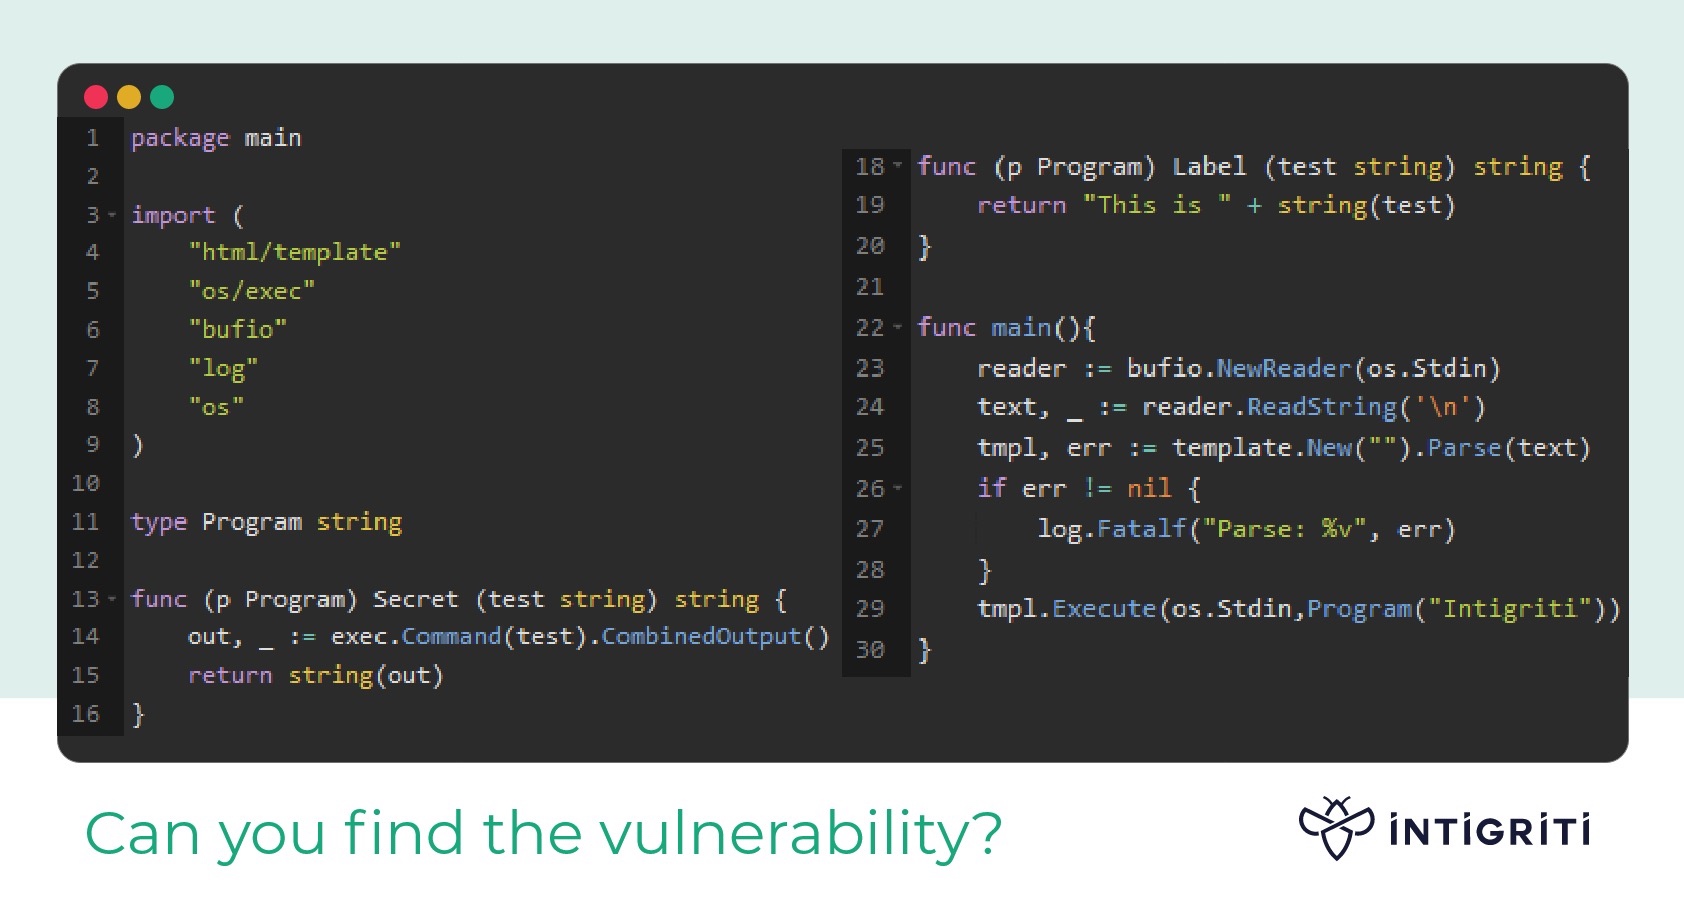 1 package main
2
3 import (
4     "html/template"
5     "os/exec"
6     "bufio"
7     "log"
8     "os"
9 )
10
11 type Program string
12
13 func (p Program) Secret (test string) string {
14     out, _ := exec.Command(test).CombinedOutput()
15     return string(out)
16 }
18 func (p Program) Label (test string) string {
19     return "This is " + string(test)
20 }
21
22 func main(){
23     reader := bufio.NewReader(os.Stdin)
24     text, _ := reader.ReadString('\n')
25     tmpl, err := template.New("").Parse(text)
26     if err != nil {
27         log.Fatalf("Parse: %v", err)
28     }
29     tmpl.Execute(os.Stdin,Program("Intigriti"))
30 }
Can you find the vulnerability?
INTIGRITI